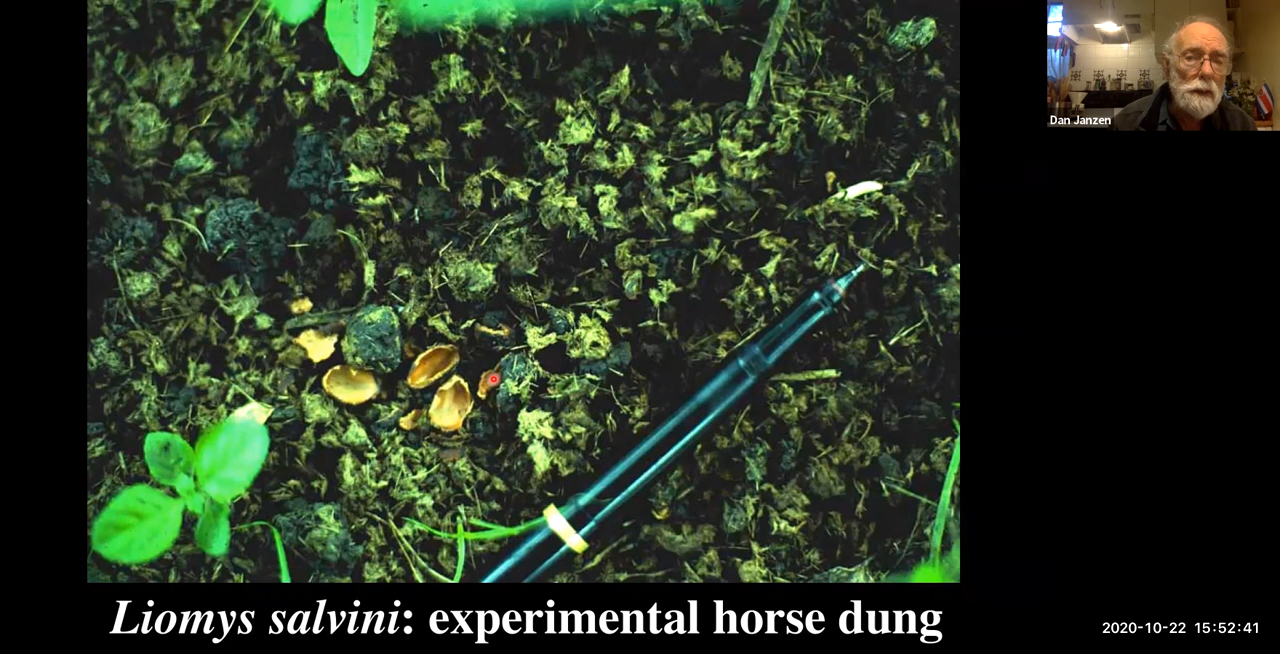 Dan Janzen
Liomys salvini: experimental horse dung
2020-10-22 15:52:41